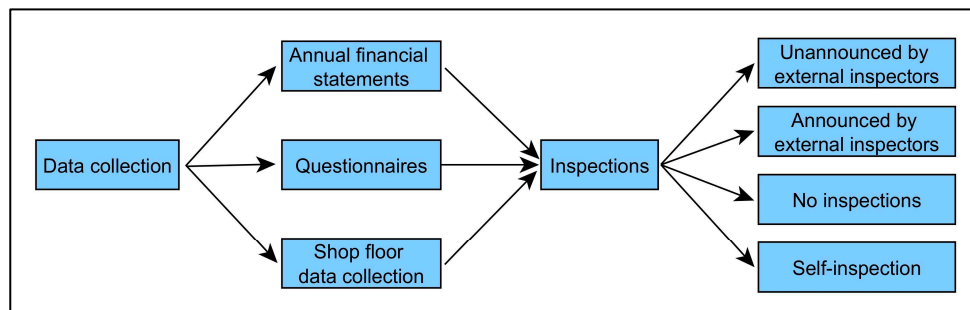 Data collection
Annual financial
statements
Questionnaires
Shop floor
data collection
Inspections
Unannounced by
external inspectors
Announced by
external inspectors
No inspections
Self-inspection